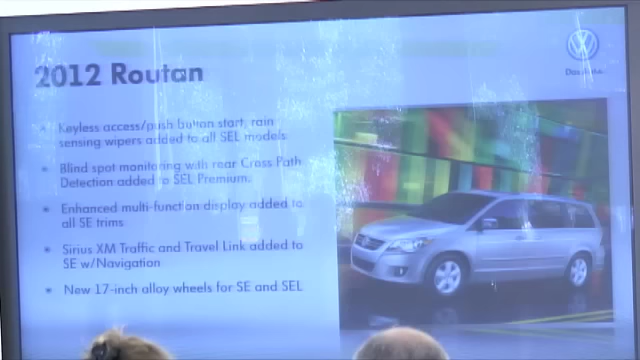 2012 Routan
Keyless access/push button start, rain
sensing wipers added to all SEL models
Blind spot monitoring with rear Cross Path
Detection added to SEL Premium.
Enhanced multi-function display added to
all SE trims
Sirius XM Traffic and Travel Link added to
SE w/Navigation
New 17-inch alloy wheels for SE and SEL
Das Auto.